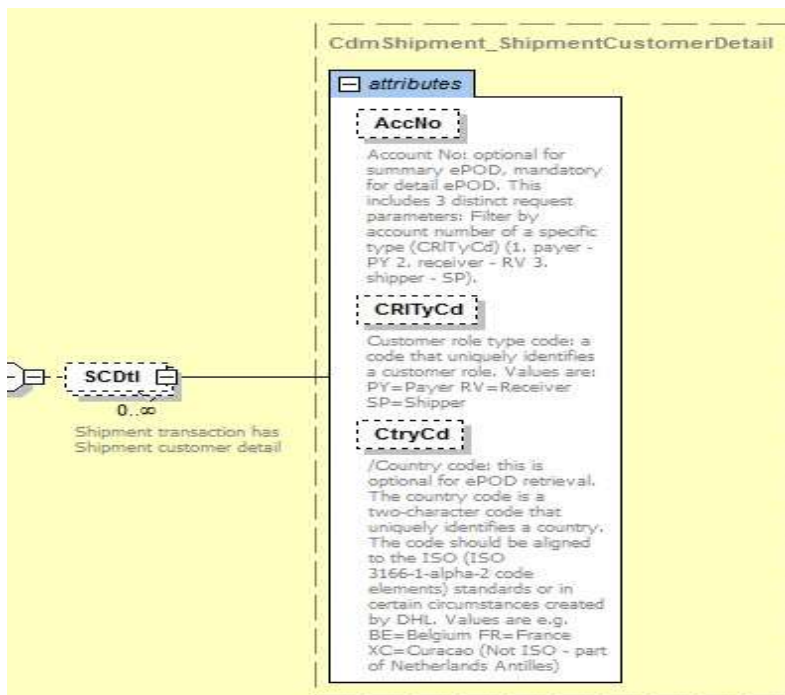 CdmShipment_ShipmentCustomerDetail
attributes
AccNo
Account No: optional for
summary ePOD, mandatory
for detail ePOD. This
includes 3 distinct request
parameters: Filter by
account number of a specific
type (CRlTyCd) (1. payer -
PY 2. receiver - RV 3.
shipper - SP).
CRlTyCd
Customer role type code: a
code that uniquely identifies
a customer role. Values are:
PY=Payer RV=Receiver
SP=Shipper
SCDtl
0..∞
Shipment transaction has
Shipment customer detail
CtryCd
/Country code: this is
optional for ePOD retrieval.
The country code is a
two-character code that
uniquely identifies a country.
The code should be aligned
to the ISO (ISO
3166-1-alpha-2 code
elements) standards or in
certain circumstances created
by DHL. Values are e.g.
BE=Belgium FR=France
XC=Curacao (Not ISO - part
of Netherlands Antilles)